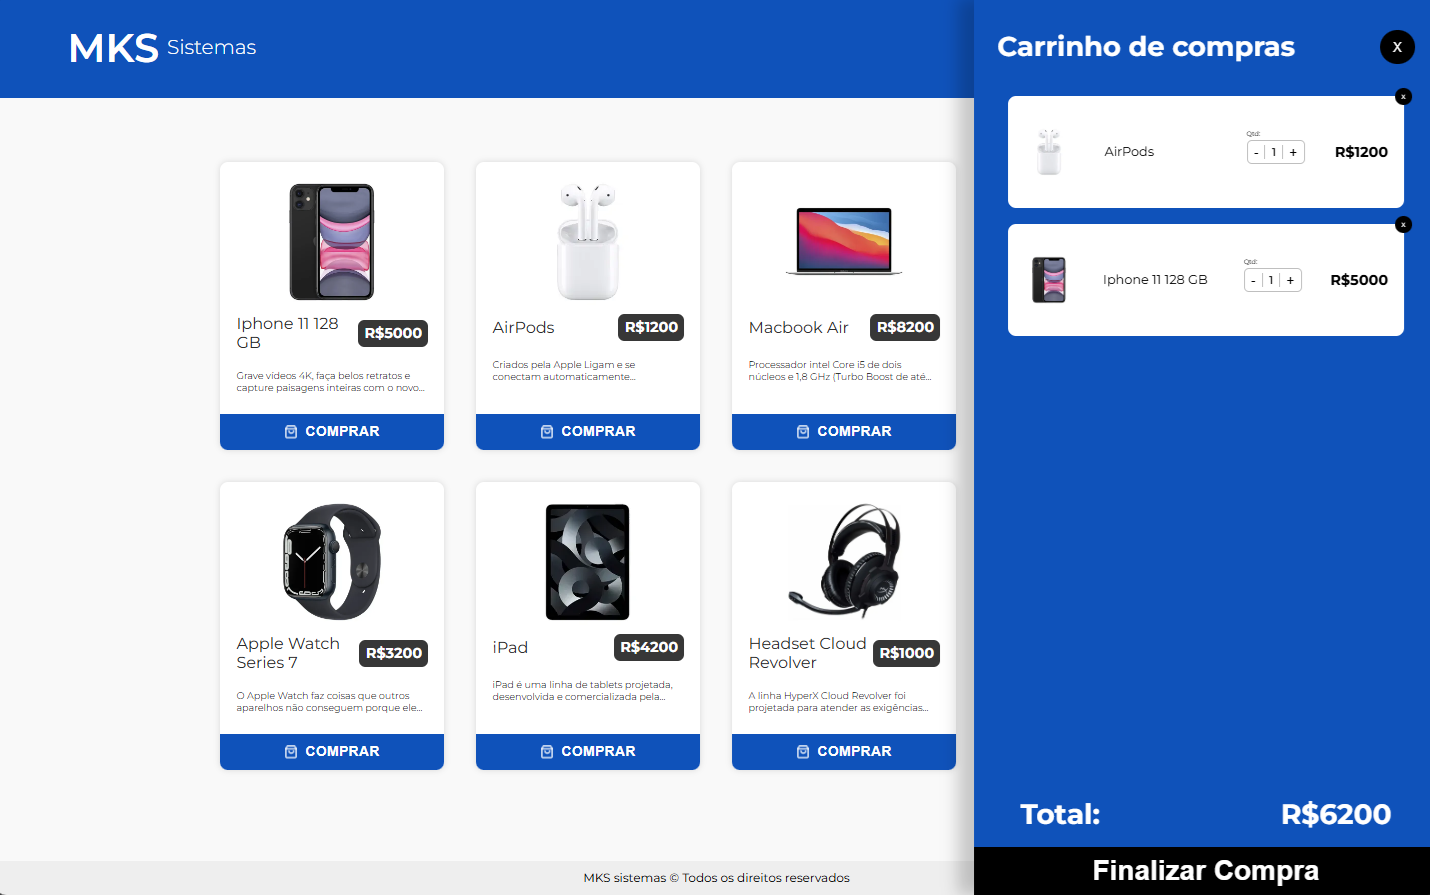 MKS Sistemas
Iphone 11 128
GB
R$5000
Grave vídeos 4K, faça belos retratos e
capture paisagens inteiras com o novo...
COMPRAR
AirPods
R$1200
Criados pela Apple Ligam e se
conectam automaticamente...
COMPRAR
Macbook Air
R$8200
Processador intel Core i5 de dois
núcleos e 1,8 GHz (Turbo Boost de até...
COMPRAR
Apple Watch
Series 7
R$3200
O Apple Watch faz coisas que outros
aparelhos não conseguem porque ele...
COMPRAR
iPad
R$4200
iPad é uma linha de tablets projetada,
desenvolvida e comercializada pela...
COMPRAR
Headset Cloud
Revolver
R$1000
A linha HyperX Cloud Revolver foi
projetada para atender as exigências...
COMPRAR
MKS sistemas © Todos os direitos reservados
Carrinho de compras
X
x
AirPods
Qtd:
- 1 +
R$1200
x
Iphone 11 128 GB
Qtd:
- 1 +
R$5000
Total: R$6200
Finalizar Compra